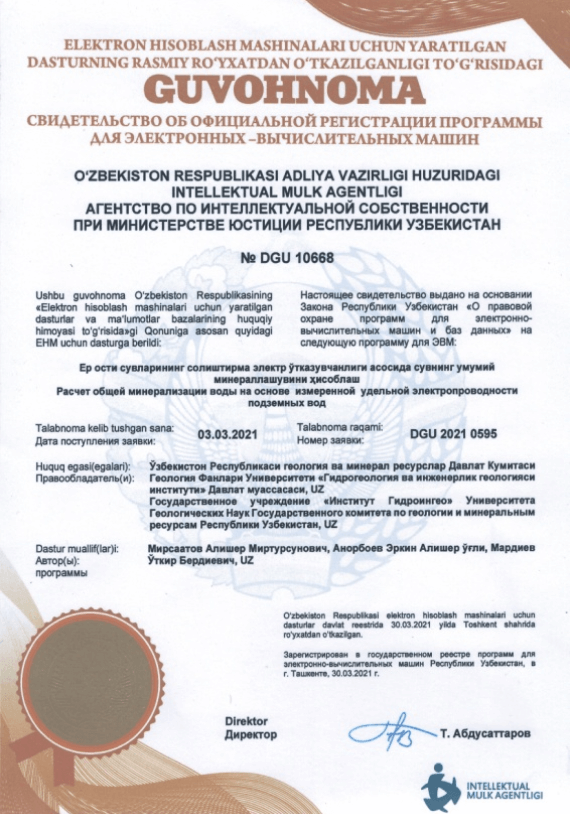 ELEKTRON HISOBLASH MASHINALARI UCHUN YARATILGAN
DASTURNING RASMIY RO'YXATDAN O'TKAZILGANLIGI TO'G'RISIDAGI
GUVOHNOMA
СВИДЕТЕЛЬСТВО ОБ ОФИЦИАЛЬНОЙ РЕГИСТРАЦИИ ПРОГРАММЫ
ДЛЯ ЭЛЕКТРОННЫХ –ВЫЧИСЛИТЕЛЬНЫХ МАШИН
O'ZBEKISTON RESPUBLIKASI ADLIYA VAZIRLIGI HUZURIDAGI
INTELLEKTUAL MULK AGENTLIGI
АГЕНТСТВО ПО ИНТЕЛЛЕКТУАЛЬНОЙ СОБСТВЕННОСТИ
ПРИ МИНИСТЕРСТВЕ ЮСТИЦИИ РЕСПУБЛИКИ УЗБЕКИСТАН
№ DGU 10668
Ushbu guvohnoma O'zbekiston Respublikasining
«Elektron hisoblash mashinalari uchun yaratilgan
dasturlar va ma'lumotlar bazalarining huquqiy
himoyasi to'g'risida»gi Qonuniga asosan quyidagi
EHM uchun dasturga berildi:
Настоящее свидетельство выдано на основании
Закона Республики Узбекистан «О правовой
охране программ для электронно-
вычислительных машин и баз данных» на
следующую программу для ЭВМ:
Ер ости сувларининг солиштирма электр ўтказувчанлиги асосида сувнинг умумий
минераллашувини ҳисоблаш
Расчет общей минерализации воды на основе измеренной удельной электропроводности
подземных вод
Talabnoma kelib tushgan sana:
Дата поступления заявки:
03.03.2021
Talabnoma raqami:
Номер заявки:
DGU 2021 0595
Huquq egasi(egalari):
Правообладатель(и):
Ўзбекистон Республикаси геология ва минерал ресурслар Давлат Кумитаси
Геология Фанлари Университети «Гидрогеология ва инженерлик геологияси
институти» Давлат муассасаси, UZ
Государственное учреждение «Институт Гидроингео» Университета
Геологических Наук Государственного комитета по геологии и минеральным
ресурсам Республики Узбекистан, UZ
Dastur muallif(lar)i:
Автор(ы):
программы
Мирсаатов Алишер Миртурсунович, Анорбоев Эркин Алишер ўғли, Мардиев
Ўткир Бердиевич, UZ
O'zbekiston Respublikasi elektron hisoblash mashinalari uchun
dasturlar davlat reestrida 30.03.2021 yilda Toshkent shahrida
ro'yxatdan o'tkazilgan.
Зарегистрирован в государственном реестре программ для
электронно-вычислительных машин Республики Узбекистан, в
г. Ташкенте, 30.03.2021 г.
Direktor
Директор
Т. Абдусаттаров
INTELLEKTUAL
MULK AGENTLIGI